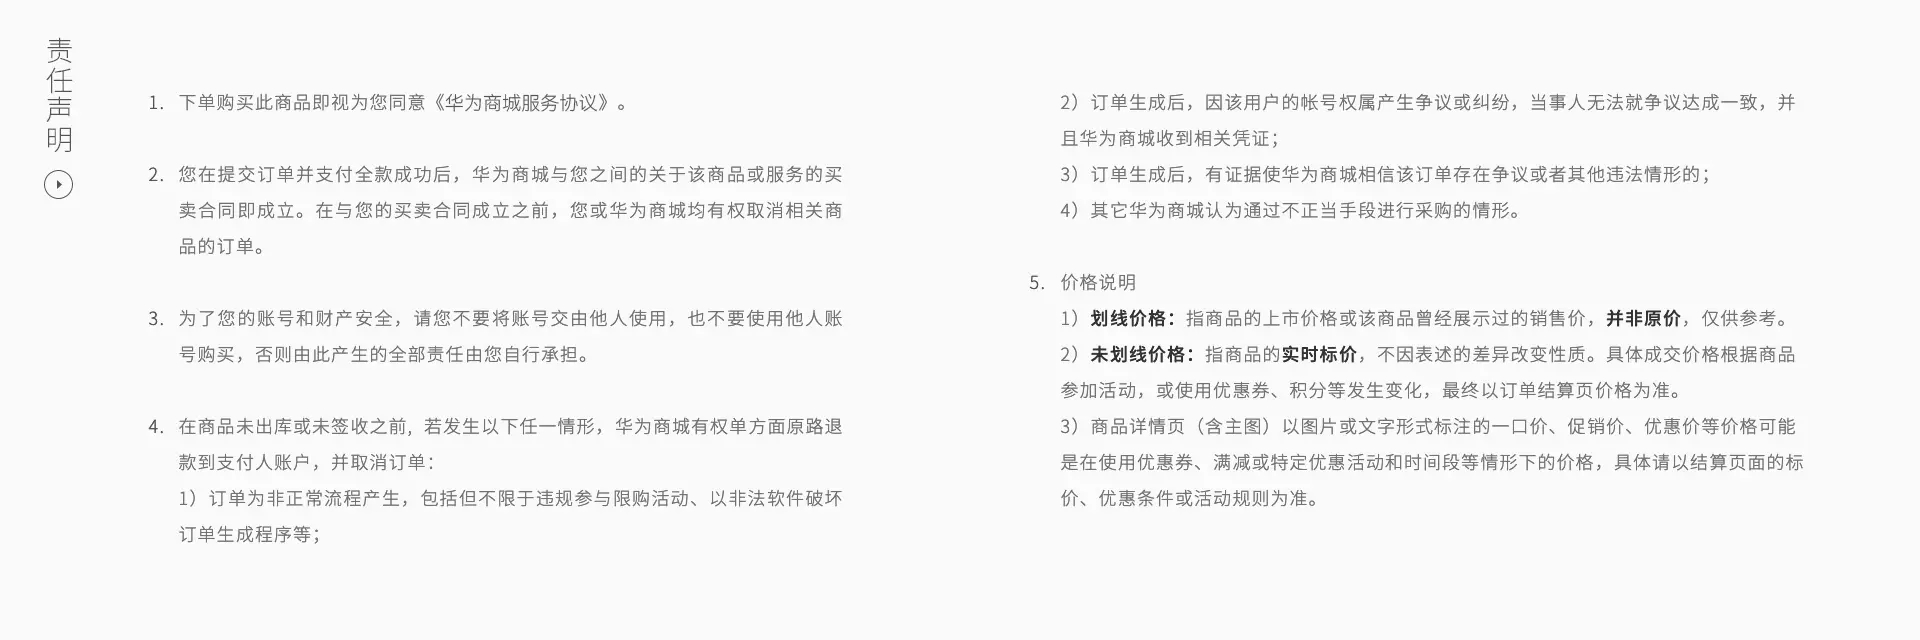 责任声明
1. 下单购买此商品即视为您同意《华为商城服务协议》。
2. 您在提交订单并支付全款成功后，华为商城与您之间的关于该商品或服务的买
卖合同即成立。在与您的买卖合同成立之前，您或华为商城均有权取消相关商
品的订单。
3. 为了您的账号和财产安全，请您不要将账号交由他人使用，也不要使用他人账
号购买，否则由此产生的全部责任由您自行承担。
4. 在商品未出库或未签收之前, 若发生以下任一情形，华为商城有权单方面原路退
款到支付人账户，并取消订单：
1）订单为非正常流程产生，包括但不限于违规参与限购活动、以非法软件破坏
订单生成程序等；
2）订单生成后，因该用户的帐号权属产生争议或纠纷，当事人无法就争议达成一致，并
且华为商城收到相关凭证；
3）订单生成后，有证据使华为商城相信该订单存在争议或者其他违法情形的；
4）其它华为商城认为通过不正当手段进行采购的情形。
5. 价格说明
1）划线价格：指商品的上市价格或该商品曾经展示过的销售价，并非原价，仅供参考。
2）未划线价格：指商品的实时标价，不因表述的差异改变性质。具体成交价格根据商品
参加活动，或使用优惠券、积分等发生变化，最终以订单结算页价格为准。
3）商品详情页（含主图）以图片或文字形式标注的一口价、促销价、优惠价等价格可能
是在使用优惠券、满减或特定优惠活动和时间段等情形下的价格，具体请以结算页面的标
价、优惠条件或活动规则为准。